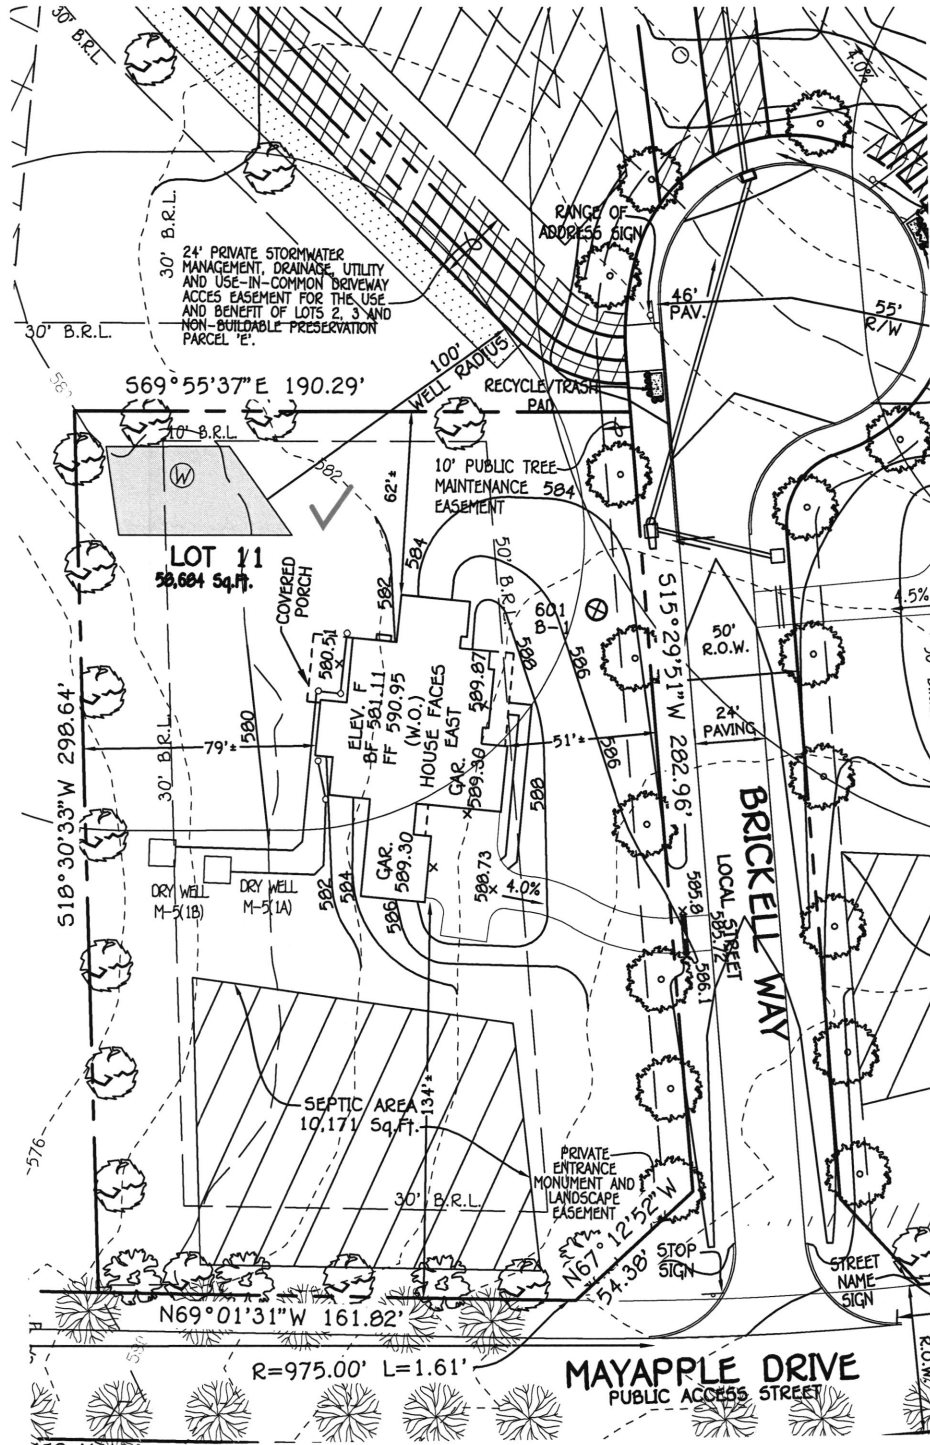 30' B.R.L.
4.0%
30' B.R.L.
RANGE OF
ADDRESS SIGN
24' PRIVATE STORMWATER
MANAGEMENT, DRAINAGE, UTILITY
AND USE-IN-COMMON DRIVEWAY
ACCES EASEMENT FOR THE USE
AND BENEFIT OF LOTS 2, 3 AND
NON-BUILDABLE PRESERVATION
PARCEL 'E'.
30' B.R.L.
46'
PAV.
55'
R/W
100'
WELL RADIUS
S69°55'37"E 190.29'
RECYCLE/TRASH
PAD
10' B.R.L.
W
582
62'±
10' PUBLIC TREE
MAINTENANCE 584
EASEMENT
LOT 11
58,684 Sq.Ft.
COVERED
PORCH
582
584
50' B.R.L.
601
588
586
S15°29'51"W 282.96'
50'
R.O.W.
4.5%
580.51
ELEV. F
BF 581.11
FF 590.95
(W.O.)
HOUSE FACES
EAST
GAR.
589.30
589.87
S18°30'33"W 298.64'
79'±
580
30' B.R.L.
51'±
586
588
24'
PAVING
BRICKELL WAY
LOCAL STREET
DRY WELL
M-5(1B)
DRY WELL
M-5(1A)
582
584
586
GAR.
589.30
588.73
4.0%
585.8
586.1
SEPTIC AREA
10,171 Sq.Ft.
134'±
576
30' B.R.L.
PRIVATE
ENTRANCE
MONUMENT AND
LANDSCAPE
EASEMENT
N67°12'52"W
54.38'
STOP
SIGN
STREET
NAME
SIGN
N69°01'31"W 161.82'
R=975.00' L=1.61'
MAYAPPLE DRIVE
PUBLIC ACCESS STREET
R.O.W.